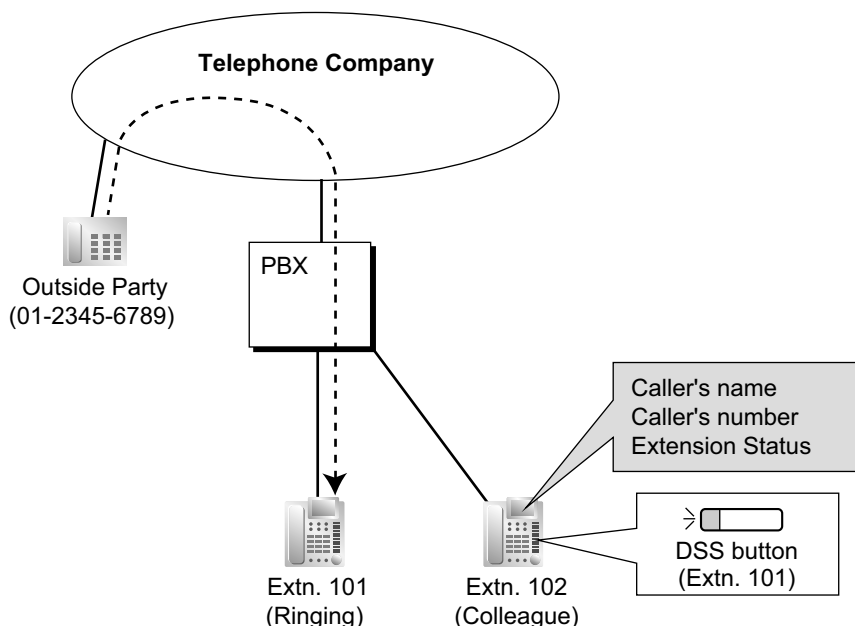 Telephone Company
Outside Party
(01-2345-6789)
PBX
Caller's name
Caller's number
Extension Status
DSS button
(Extn. 101)
Extn. 101
(Ringing)
Extn. 102
(Colleague)